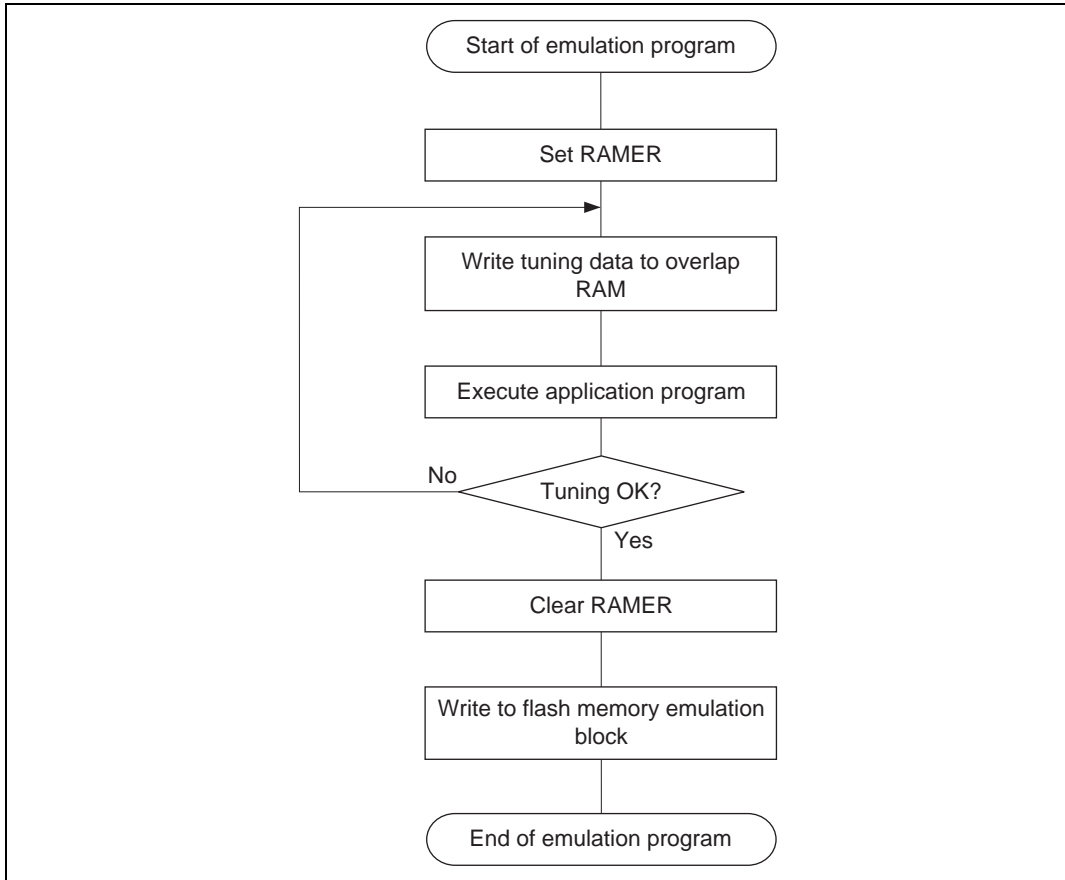 Start of emulation program
Set RAMER
Write tuning data to overlap
RAM
Execute application program
No
Tuning OK?
Yes
Clear RAMER
Write to flash memory emulation
block
End of emulation program